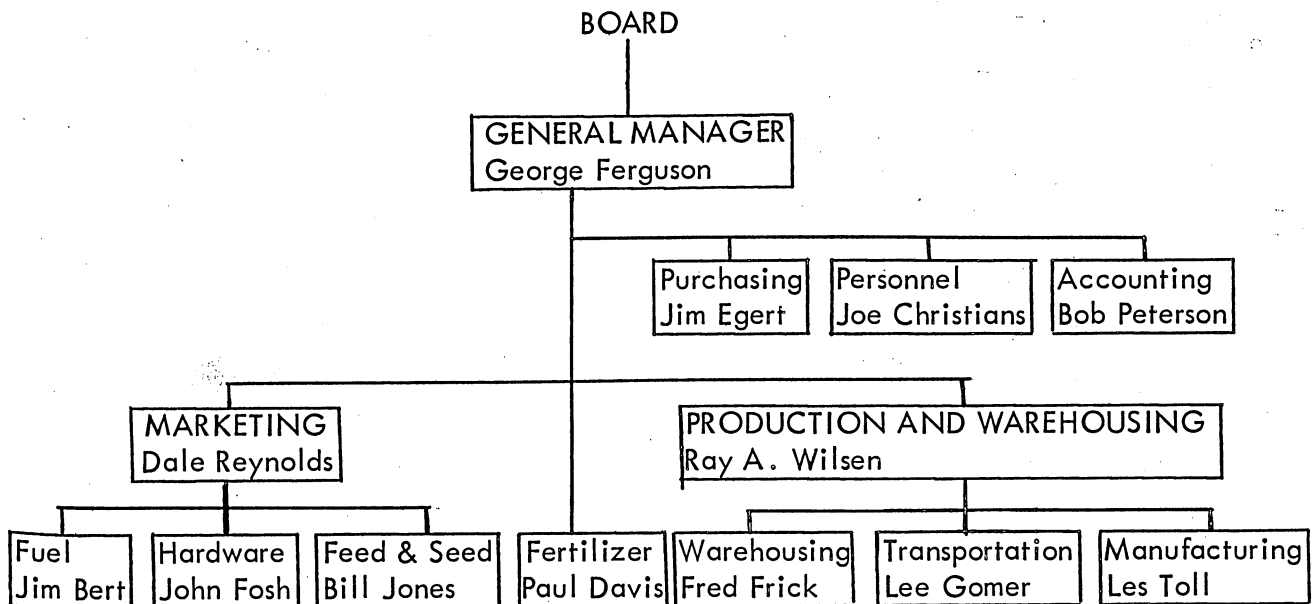 BOARD
GENERAL MANAGER
George Ferguson
Purchasing
Jim Egert
Personnel
Joe Christians
Accounting
Bob Peterson
MARKETING
Dale Reynolds
PRODUCTION AND WAREHOUSING
Ray A. Wilsen
Fuel
Jim Bert
Hardware
John Fosh
Feed & Seed
Bill Jones
Fertilizer
Paul Davis
Warehousing
Fred Frick
Transportation
Lee Gomer
Manufacturing
Les Toll